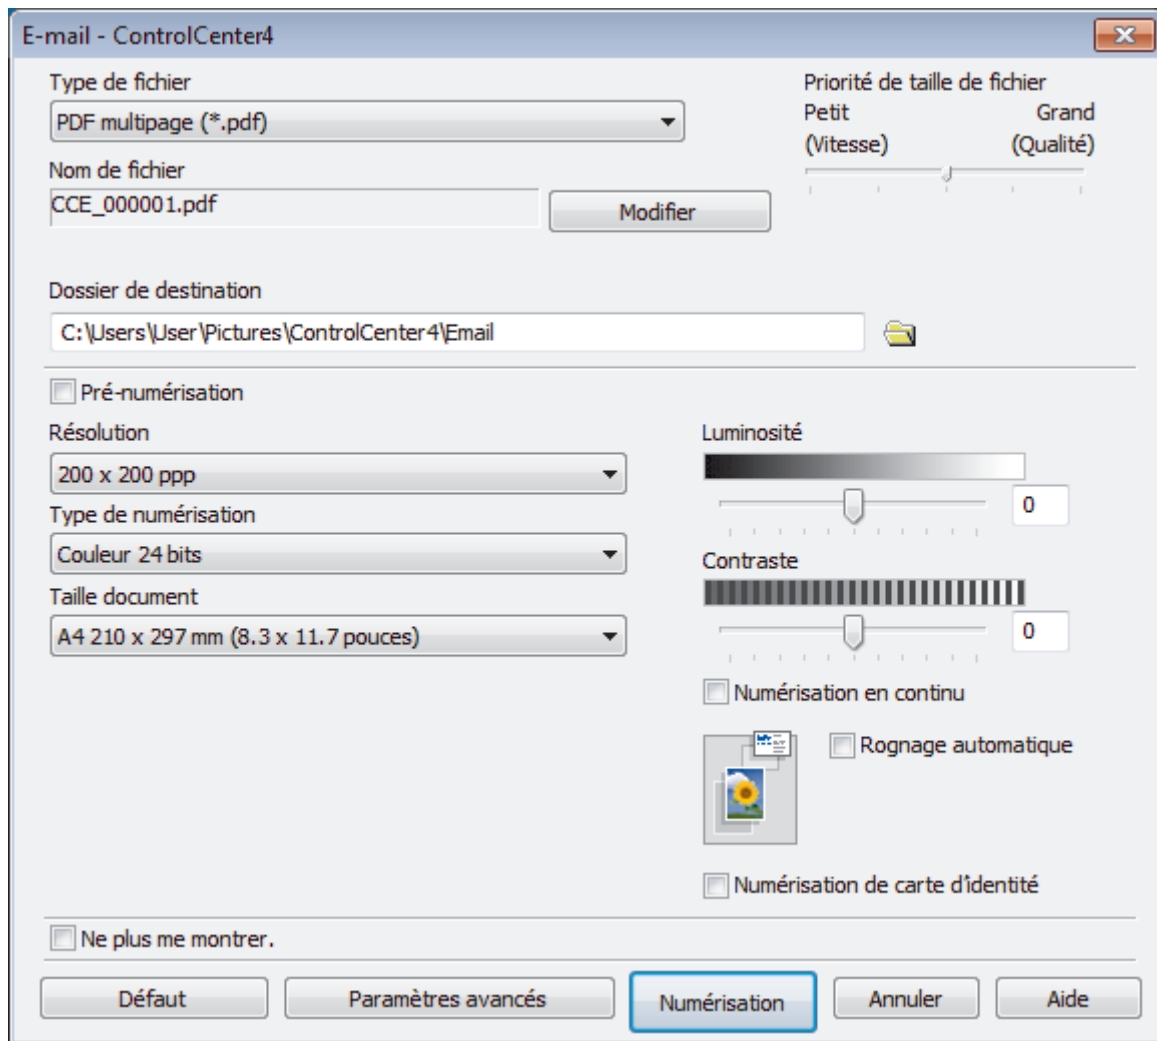 E-mail - ControlCenter4
Type de fichier
PDF multipage (*.pdf)
Priorité de taille de fichier
Petit Grand
(Vitesse) (Qualité)
Nom de fichier
CCE_000001.pdf
Modifier
Dossier de destination
C:\Users\User\Pictures\ControlCenter4\Email
Pré-numérisation
Résolution
200 x 200 ppp
Type de numérisation
Couleur 24 bits
Taille document
A4 210 x 297 mm (8.3 x 11.7 pouces)
Luminosité
0
Contraste
0
Numérisation en continu
Rognage automatique
Numérisation de carte d'identité
Ne plus me montrer.
Défaut Paramètres avancés Numérisation Annuler Aide